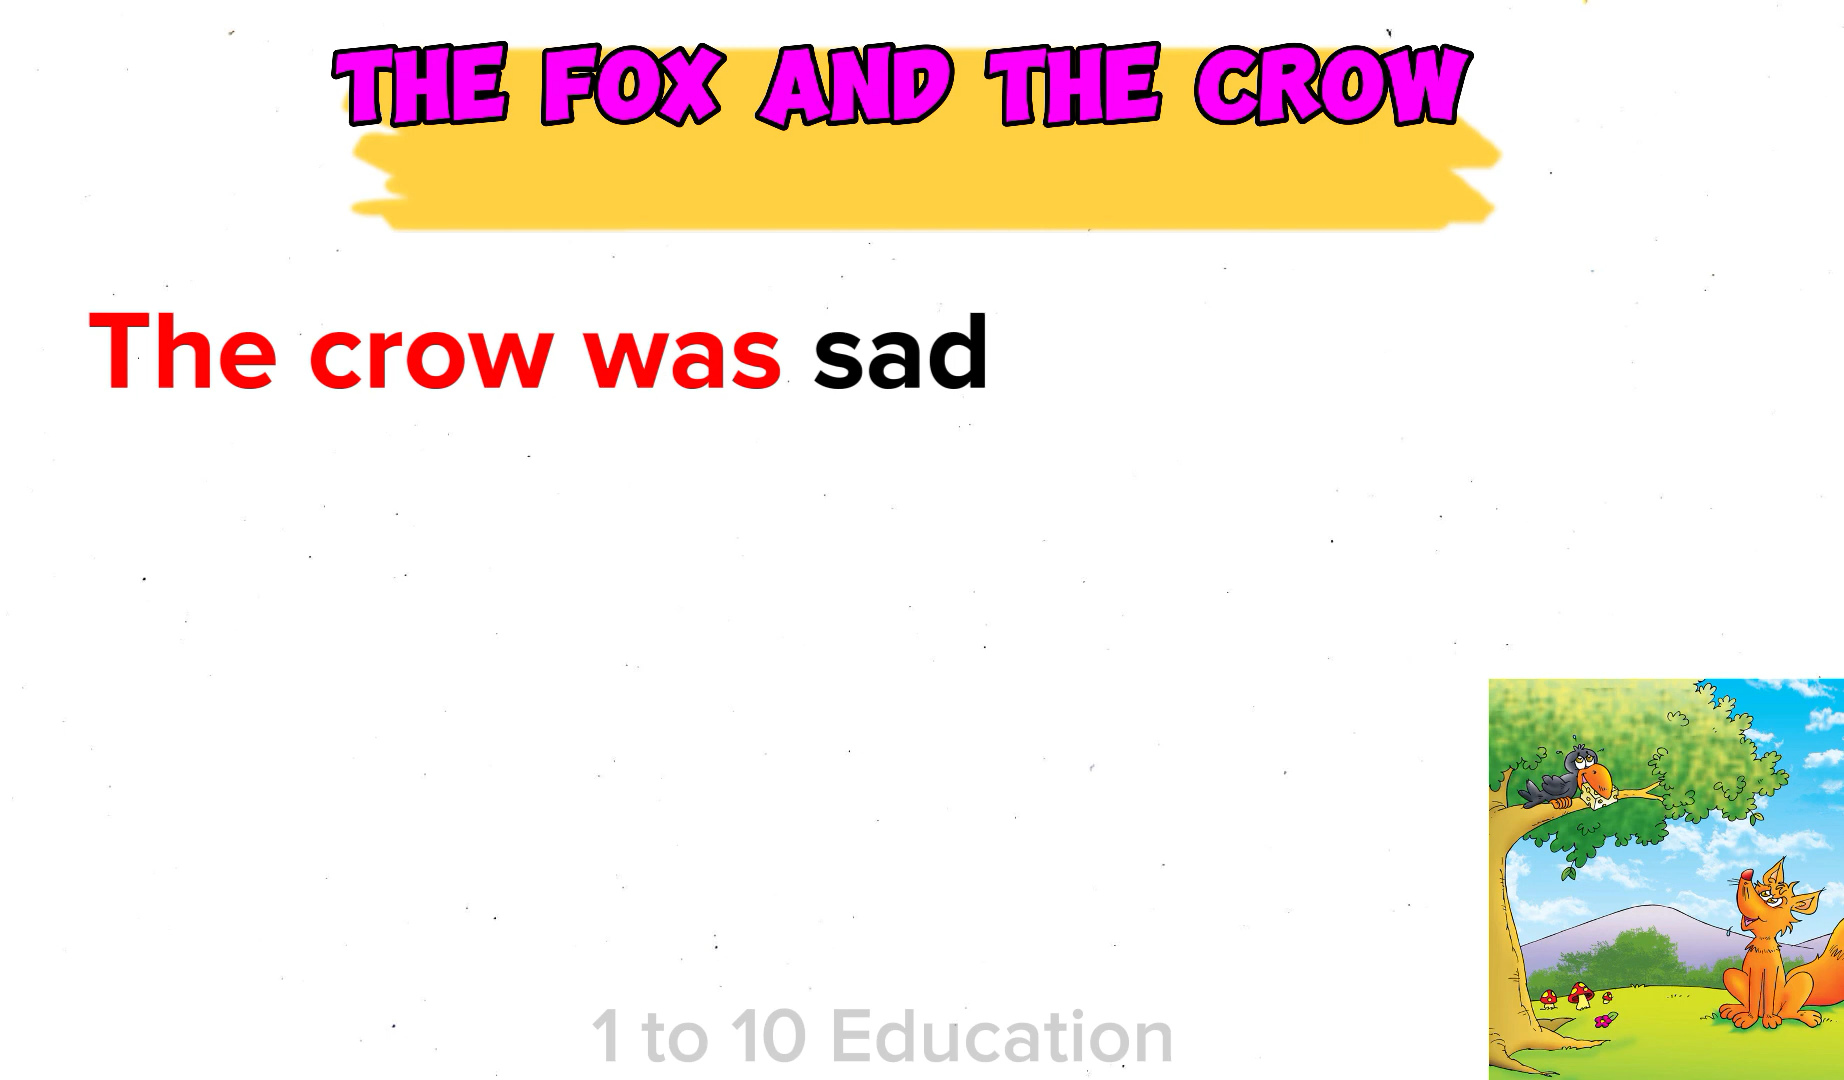 THE FOX AND THE CROW
The crow was sad
1 to 10 Education